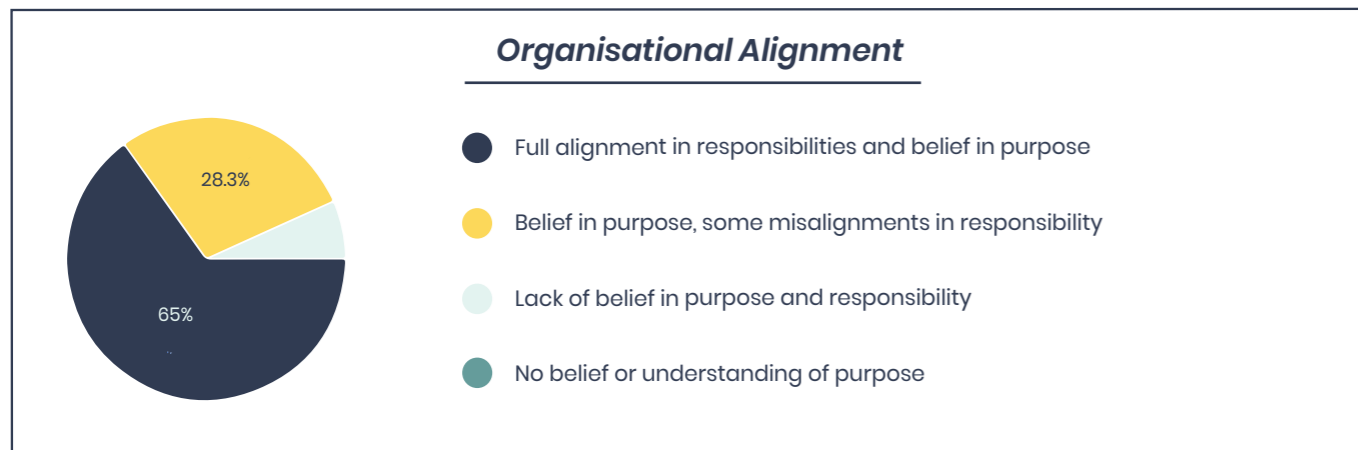 Organisational Alignment
Full alignment in responsibilities and belief in purpose
28.3%
Belief in purpose, some misalignments in responsibility
Lack of belief in purpose and responsibility
65%
No belief or understanding of purpose